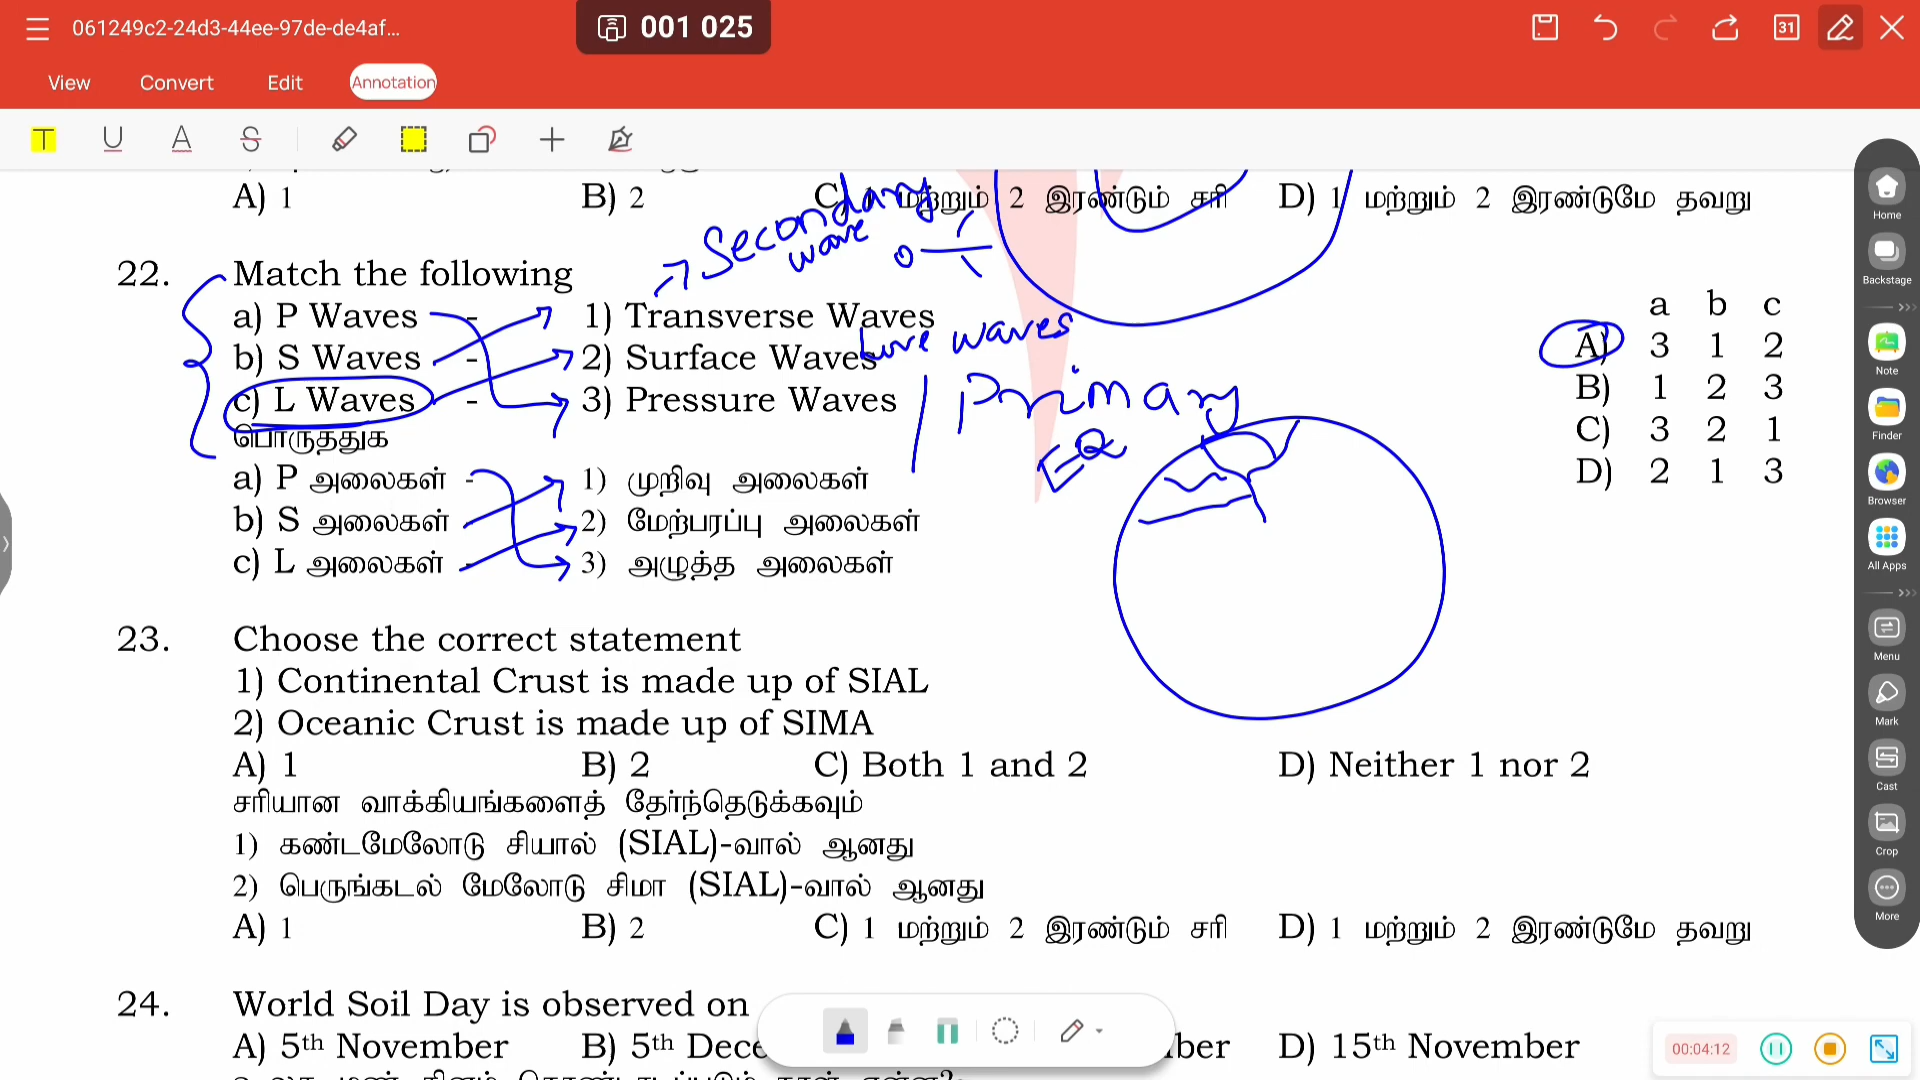 061249c2-24d3-44ee-97de-de4af...
001 025
31
View Convert Edit Annotation
A) 1 B) 2 C) 1 மற்றும் 2 இரண்டும் சரி D) 1 மற்றும் 2 இரண்டுமே தவறு
Secondary
wave
22. Match the following
a) P Waves - 1) Transverse Waves
b) S Waves - 2) Surface Waves
c) L Waves - 3) Pressure Waves
waves
Primary
a b c
A) 3 1 2
B) 1 2 3
C) 3 2 1
D) 2 1 3
பொருத்துக
a) P அலைகள் - 1) முறிவு அலைகள்
b) S அலைகள் 2) மேற்பரப்பு அலைகள்
c) L அலைகள் - 3) அழுத்த அலைகள்
23. Choose the correct statement
1) Continental Crust is made up of SIAL
2) Oceanic Crust is made up of SIMA
A) 1 B) 2 C) Both 1 and 2 D) Neither 1 nor 2
சரியான வாக்கியங்களைத் தேர்ந்தெடுக்கவும்
1) கண்டமேலோடு சியால் (SIAL)-வால் ஆனது
2) பெருங்கடல் மேலோடு சிமா (SIAL)-வால் ஆனது
A) 1 B) 2 C) 1 மற்றும் 2 இரண்டும் சரி D) 1 மற்றும் 2 இரண்டுமே தவறு
24. World Soil Day is observed on
A) 5th November B) 5th Dece ber D) 15th November
Home
Backstage
Note
Finder
Browser
All Apps
Menu
Mark
Cast
Crop
More
00:04:12